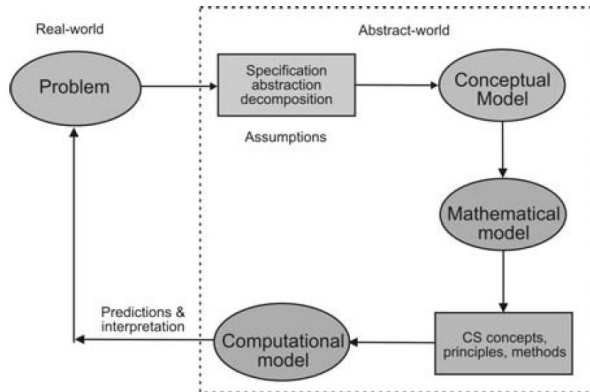 Real-world
Abstract-world
Problem
Specification
abstraction
decomposition
Conceptual
Model
Assumptions
Mathematical
model
Predictions &
interpretation
Computational
model
CS concepts,
principles, methods